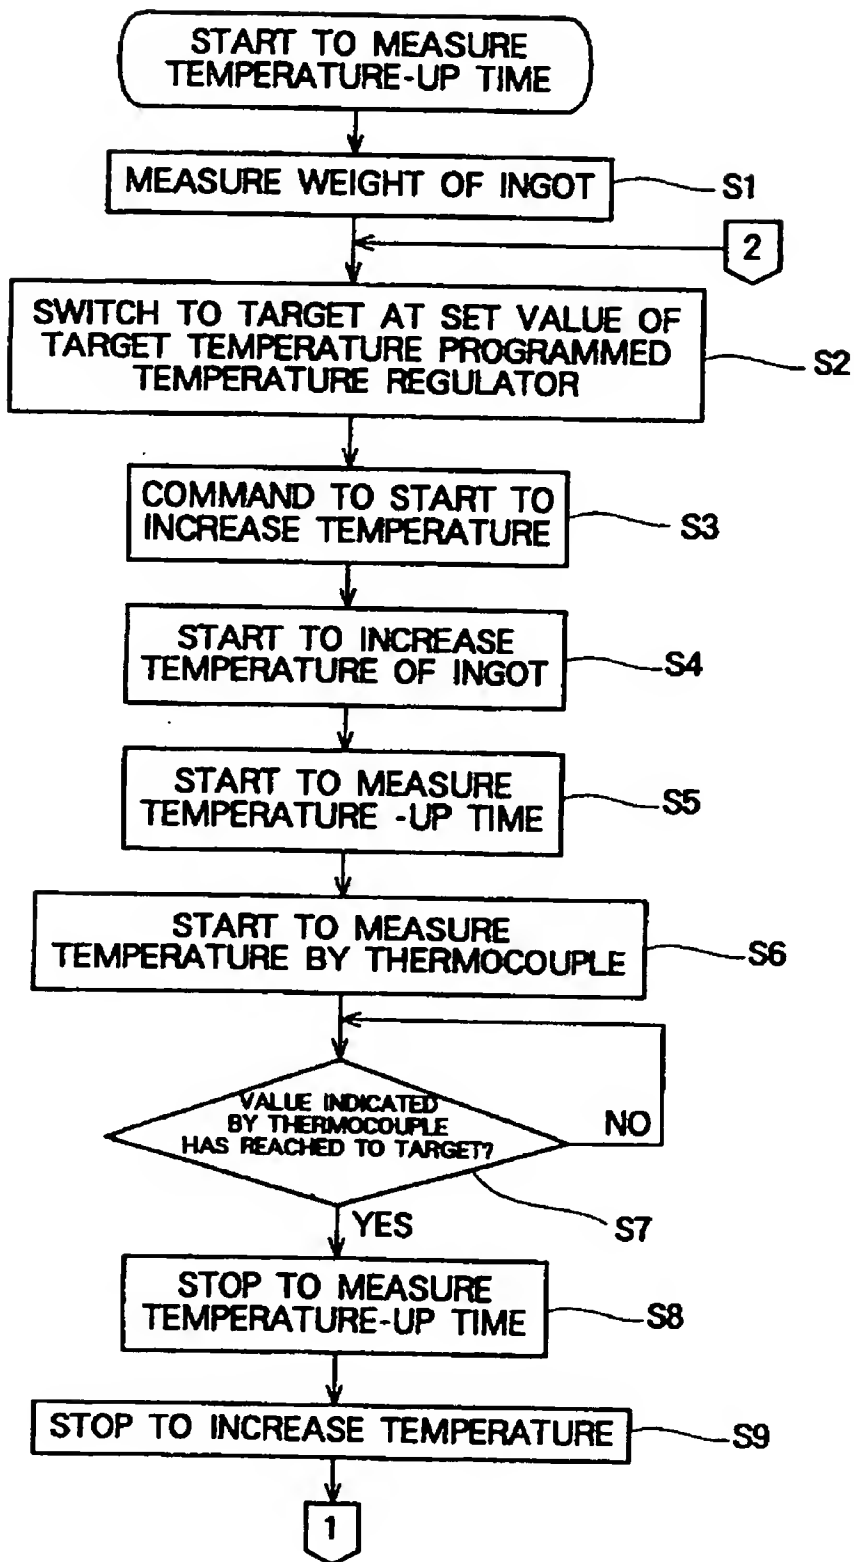 START TO MEASURE
TEMPERATURE-UP TIME
MEASURE WEIGHT OF INGOT
S1
2
SWITCH TO TARGET AT SET VALUE OF
TARGET TEMPERATURE PROGRAMMED
TEMPERATURE REGULATOR
S2
COMMAND TO START TO
INCREASE TEMPERATURE
S3
START TO INCREASE
TEMPERATURE OF INGOT
S4
START TO MEASURE
TEMPERATURE -UP TIME
S5
START TO MEASURE
TEMPERATURE BY THERMOCOUPLE
S6
VALUE INDICATED
BY THERMOCOUPLE
HAS REACHED TO TARGET?
NO
S7
YES
STOP TO MEASURE
TEMPERATURE-UP TIME
S8
STOP TO INCREASE TEMPERATURE
S9
1